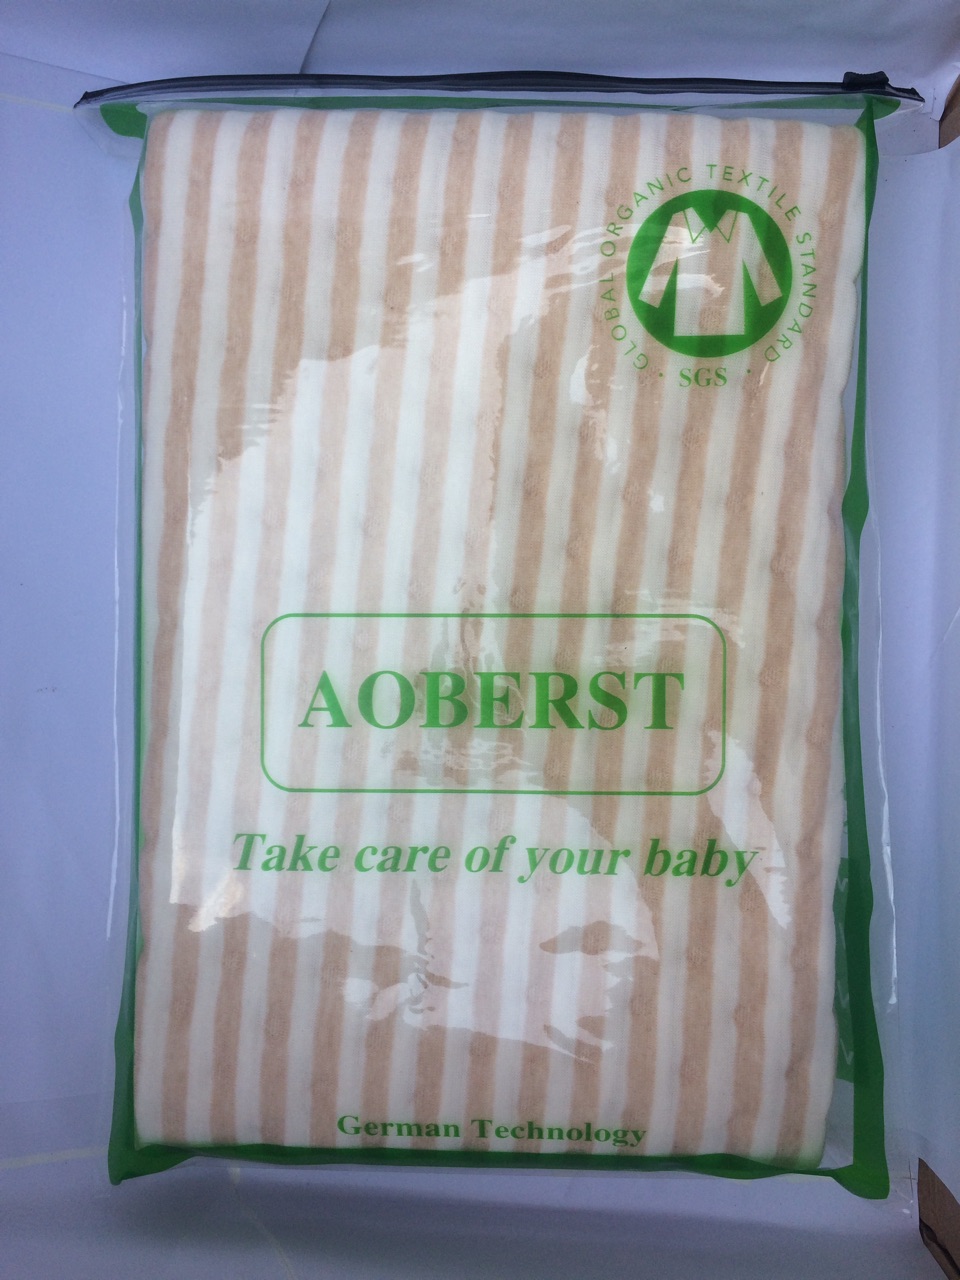 GLOBAL ORGANIC TEXTILE STANDARD
· SGS ·
AOBERST
Take care of your baby
German Technology